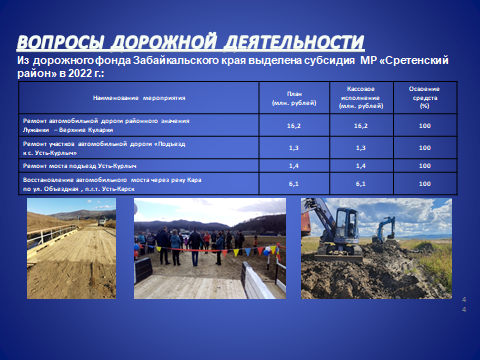 ВОПРОСЫ ДОРОЖНОЙ ДЕЯТЕЛЬНОСТИ
Из дорожного фонда Забайкальского края выделена субсидия МР «Сретенский
район» в 2022 г.:
Наименование мероприятия
План
(млн. рублей)
Кассовое
исполнение
(млн. рублей)
Освоение
средств
(%)
Ремонт автомобильной дороги районного значения
Лужанки – Верхние Куларки
16,2
16,2
100
Ремонт участков автомобильной дороги «Подъезд
к с. Усть-Курлыч»
1,3
1,3
100
Ремонт моста подъезд Усть-Курлыч
1,4
1,4
100
Восстановление автомобильного моста через реку Кара
по ул. Объездная , п.г.т. Усть-Карск
6,1
6,1
100
4
4